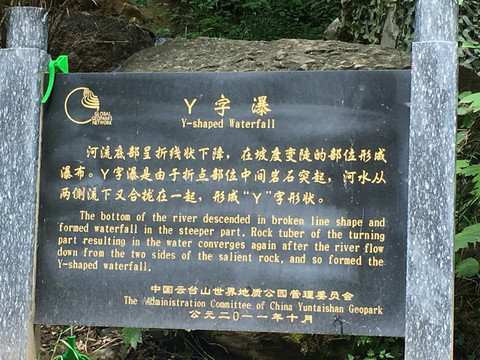 GLOBAL
GEOPARKS
NETWORK
Y字瀑
Y-shaped Waterfall
河流底部呈折线状下降，在坡度变陡的部位形成
瀑布。Y字瀑是由于折点部位中间岩石突起，河水从
两侧流下又合拢在一起，形成“Y”字形状。
The bottom of the river descended in broken line shape and
formed waterfall in the steeper part. Rock tuber of the turning
part resulting in the water converges again after the river flow
down from the two sides of the salient rock, and so formed the
Y-shaped waterfall.
中国云台山世界地质公园管理委员会
The Administration Committee of China Yuntaishan Geopark
公元二〇一一年十月